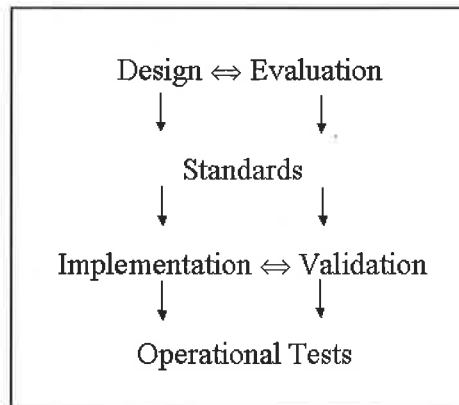 Design ⇔ Evaluation
↓ ↓
Standards
↓ ↓
Implementation ⇔ Validation
↓ ↓
Operational Tests